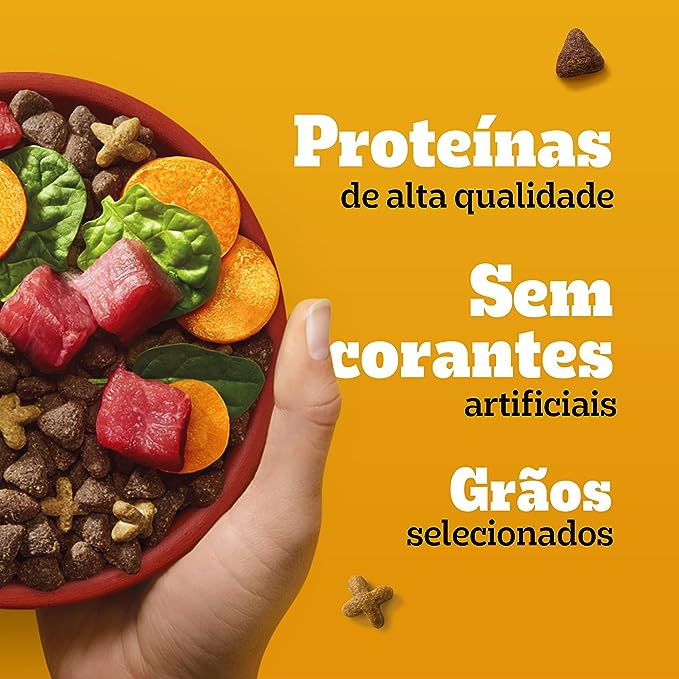 Proteínas
de alta qualidade
Sem
corantes
artificiais
Grãos
selecionados